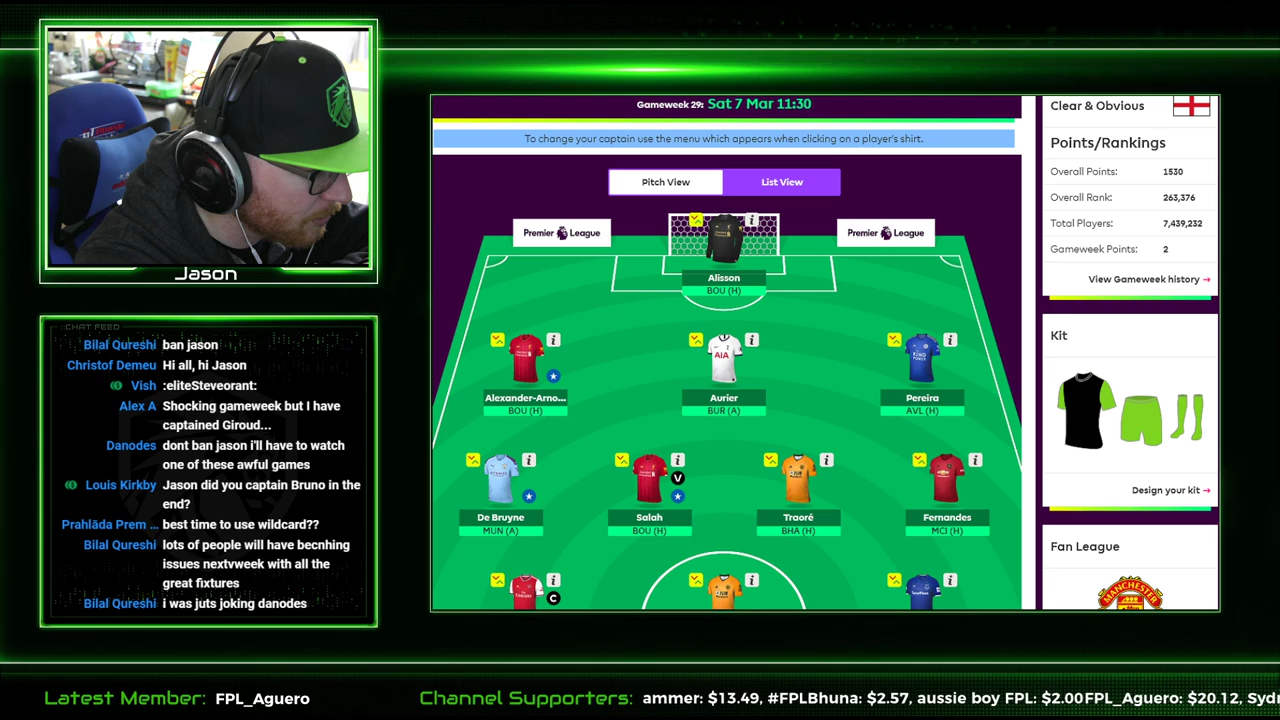 Jason
CHAT FEED
Bilal Qureshi ban jason
Christof Demeu Hi all, hi Jason
Vish :eliteSteveorant:
Alex A Shocking gameweek but I have
captained Giroud...
Danodes dont ban jason i'll have to watch
one of these awful games
Louis Kirkby Jason did you captain Bruno in the
end?
Prahlāda Prem ... best time to use wildcard??
Bilal Qureshi lots of people will have becnhing
issues nextvweek with all the
great fixtures
Bilal Qureshi i was juts joking danodes
Gameweek 29: Sat 7 Mar 11:30
To change your captain use the menu which appears when clicking on a player's shirt.
Pitch View
List View
Premier League
Premier League
Alisson
BOU (H)
AIA
KING POWER
Alexander-Arno...
BOU (H)
Aurier
BUR (A)
Pereira
AVL (H)
V
De Bruyne
MUN (A)
Salah
BOU (H)
Traoré
BHA (H)
Fernandes
MCI (H)
C
Clear & Obvious
Points/Rankings
Overall Points: 1530
Overall Rank: 263,376
Total Players: 7,439,232
Gameweek Points: 2
View Gameweek history →
Kit
Design your kit →
Fan League
MANCHESTER
Latest Member: FPL_Aguero
Channel Supporters: ammer: $13.49, #FPLBhuna: $2.57, aussie boy FPL: $2.00FPL_Aguero: $20.12, Sydr